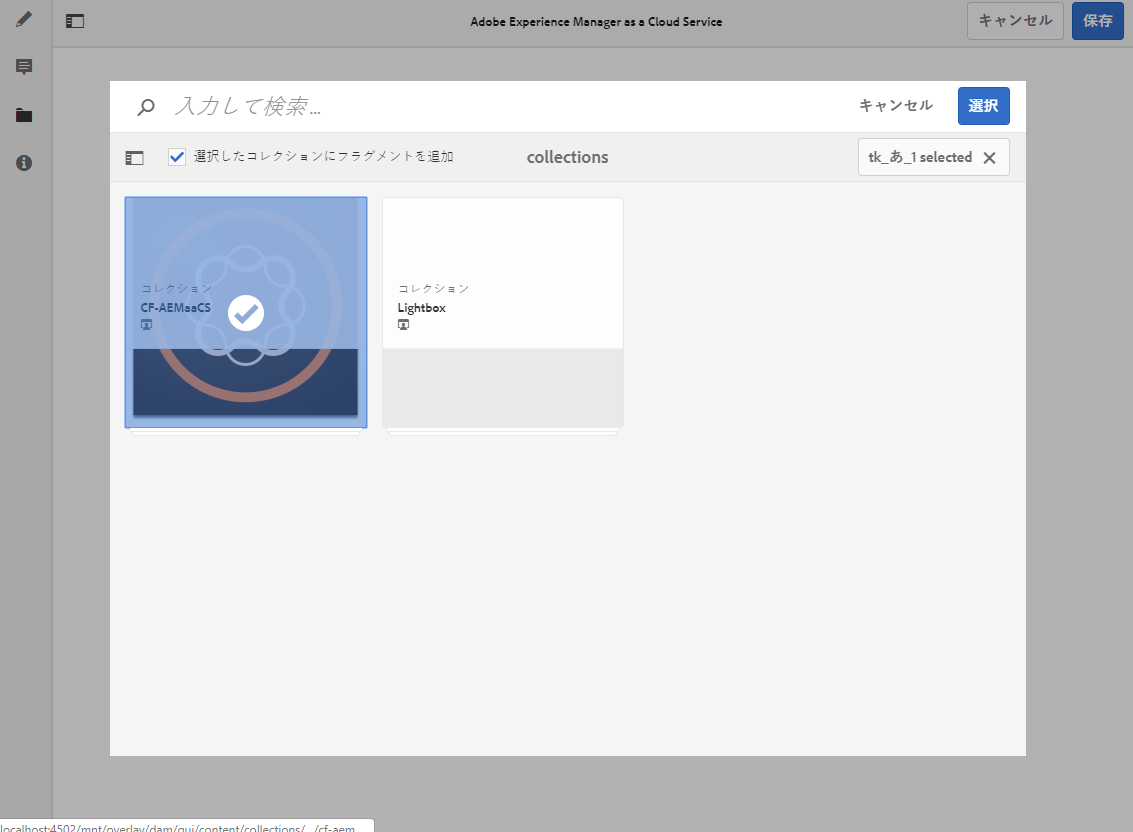 Adobe Experience Manager as a Cloud Service
キャンセル
保存
入力して検索...
キャンセル
選択
選択したコレクションにフラグメントを追加
collections
tk_あ_1 selected
コレクション
CF-AEMaaCS
コレクション
Lightbox
localhost:4502/mnt/overlay/dam/gui/content/collections/.../cf-aem...